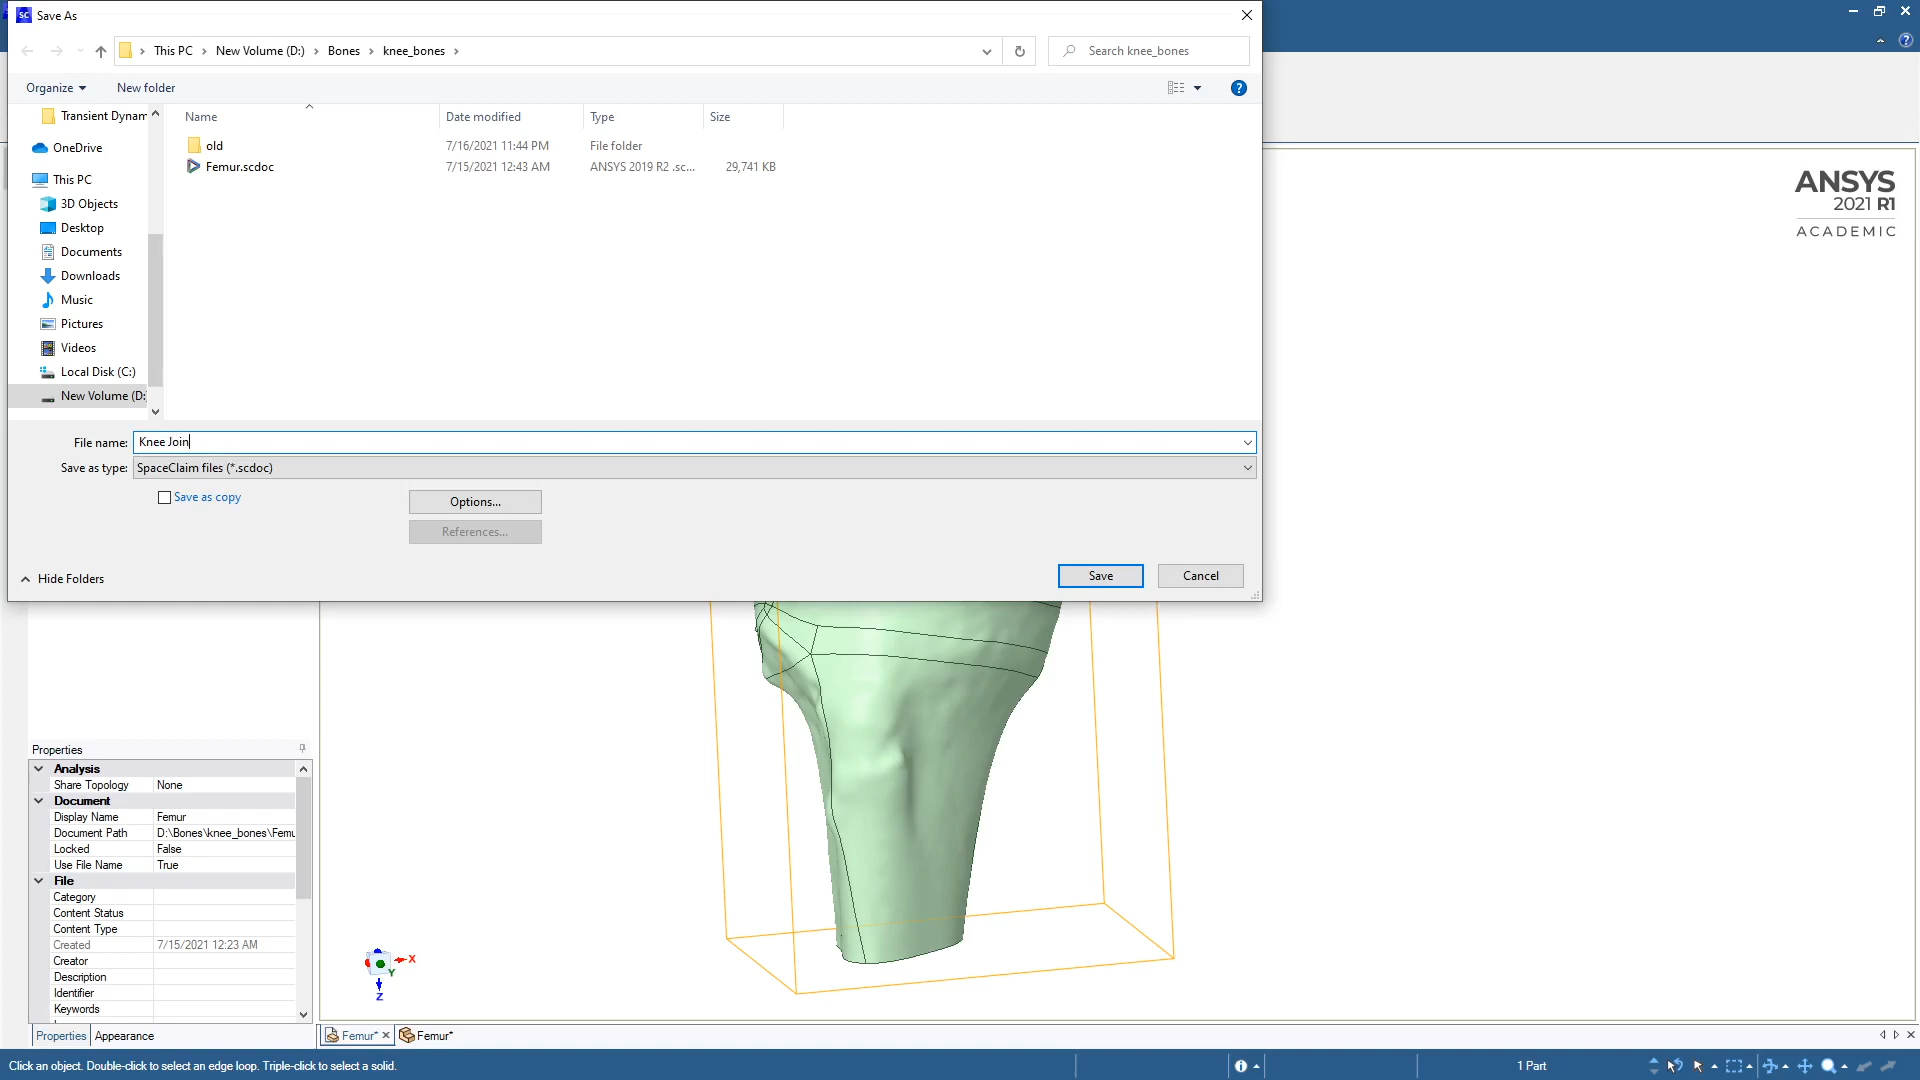 SC Save As
This PC > New Volume (D:) > Bones > knee_bones >
Search knee_bones
Organize
New folder
Name
Date modified
Type
Size
old
7/16/2021 11:44 PM
File folder
Femur.scdoc
7/15/2021 12:43 AM
ANSYS 2019 R2 .sc...
29,741 KB
Transient Dynam
OneDrive
This PC
3D Objects
Desktop
Documents
Downloads
Music
Pictures
Videos
Local Disk (C:)
New Volume (D:
File name: Knee Join
Save as type: SpaceClaim files (*.scdoc)
Save as copy
Options...
References...
Hide Folders
Save
Cancel
ANSYS
2021 R1
ACADEMIC
Properties
Analysis
Share Topology None
Document
Display Name Femur
Document Path D:\Bones\knee_bones\Femu
Locked False
Use File Name True
File
Category
Content Status
Content Type
Created 7/15/2021 12:23 AM
Creator
Description
Identifier
Keywords
X
Y
Z
Properties
Appearance
Femur*
Femur*
Click an object. Double-click to select an edge loop. Triple-click to select a solid.
1 Part